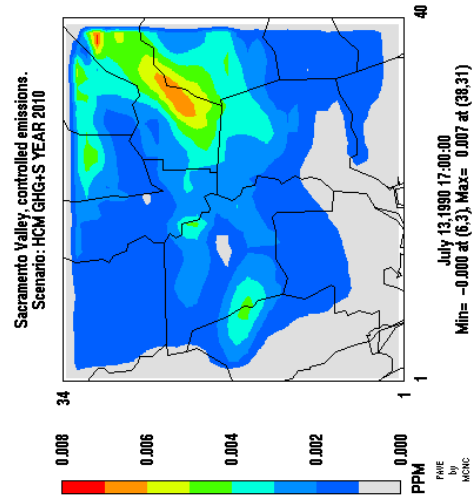 Sacramento Valley, controlled emissions.
Scenario: HCM GHG+S YEAR 2010
34
1
1
40
0.008
0.006
0.004
0.002
0.000
PPM
PAVE
by
MCNC
July 13,1990 17:00:00
Min= -0.000 at (6,3), Max= 0.007 at (38,31)